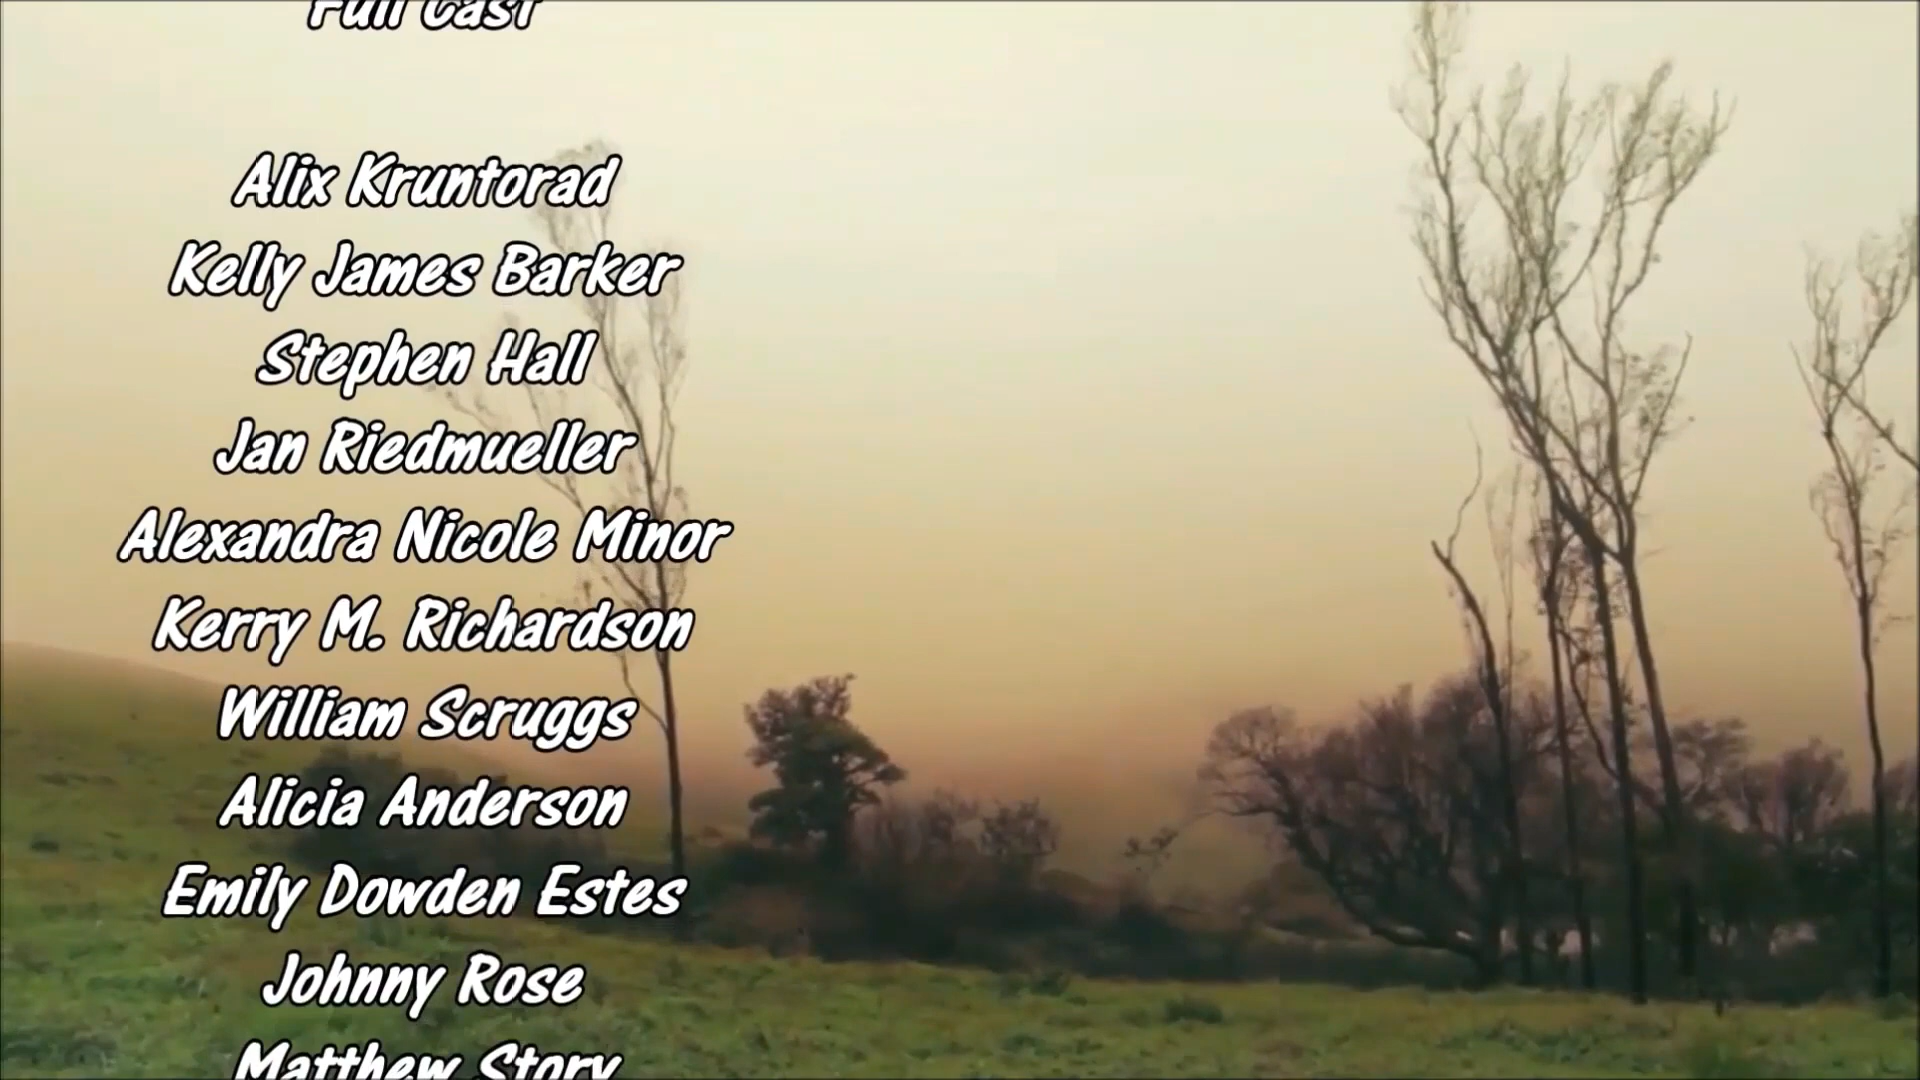 Full Cast
Alix Kruntorad
Kelly James Barker
Stephen Hall
Jan Riedmueller
Alexandra Nicole Minor
Kerry M. Richardson
William Scruggs
Alicia Anderson
Emily Dowden Estes
Johnny Rose
Matthew Story